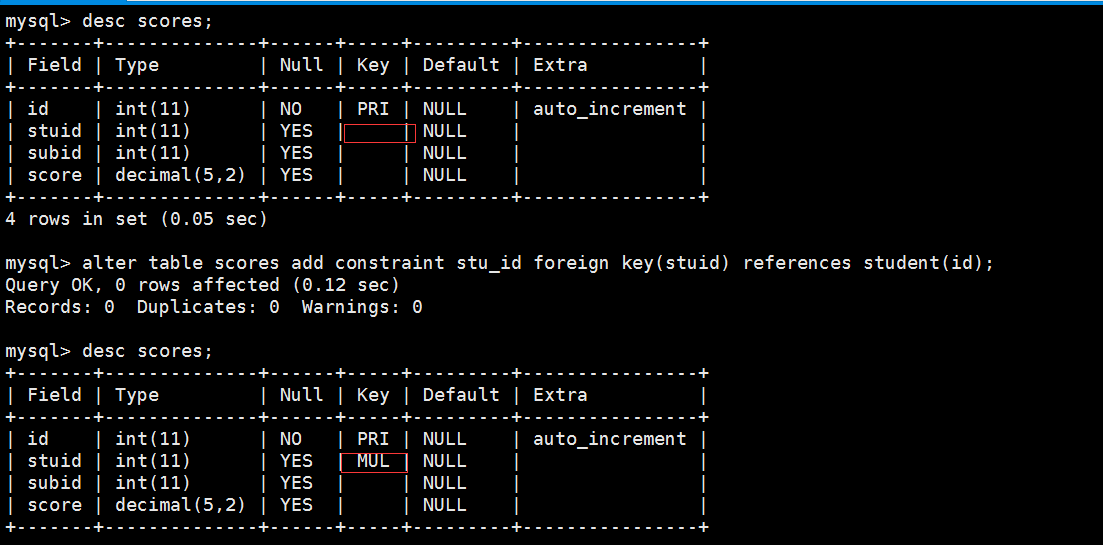 mysql> desc scores;
+-------+--------------+------+-----+---------+----------------+
| Field | Type         | Null | Key | Default | Extra          |
+-------+--------------+------+-----+---------+----------------+
| id    | int(11)      | NO   | PRI | NULL    | auto_increment |
| stuid | int(11)      | YES  |     | NULL    |                |
| subid | int(11)      | YES  |     | NULL    |                |
| score | decimal(5,2) | YES  |     | NULL    |                |
+-------+--------------+------+-----+---------+----------------+
4 rows in set (0.05 sec)
mysql> alter table scores add constraint stu_id foreign key(stuid) references student(id);
Query OK, 0 rows affected (0.12 sec)
Records: 0  Duplicates: 0  Warnings: 0
mysql> desc scores;
+-------+--------------+------+-----+---------+----------------+
| Field | Type         | Null | Key | Default | Extra          |
+-------+--------------+------+-----+---------+----------------+
| id    | int(11)      | NO   | PRI | NULL    | auto_increment |
| stuid | int(11)      | YES  | MUL | NULL    |                |
| subid | int(11)      | YES  |     | NULL    |                |
| score | decimal(5,2) | YES  |     | NULL    |                |
+-------+--------------+------+-----+---------+----------------+